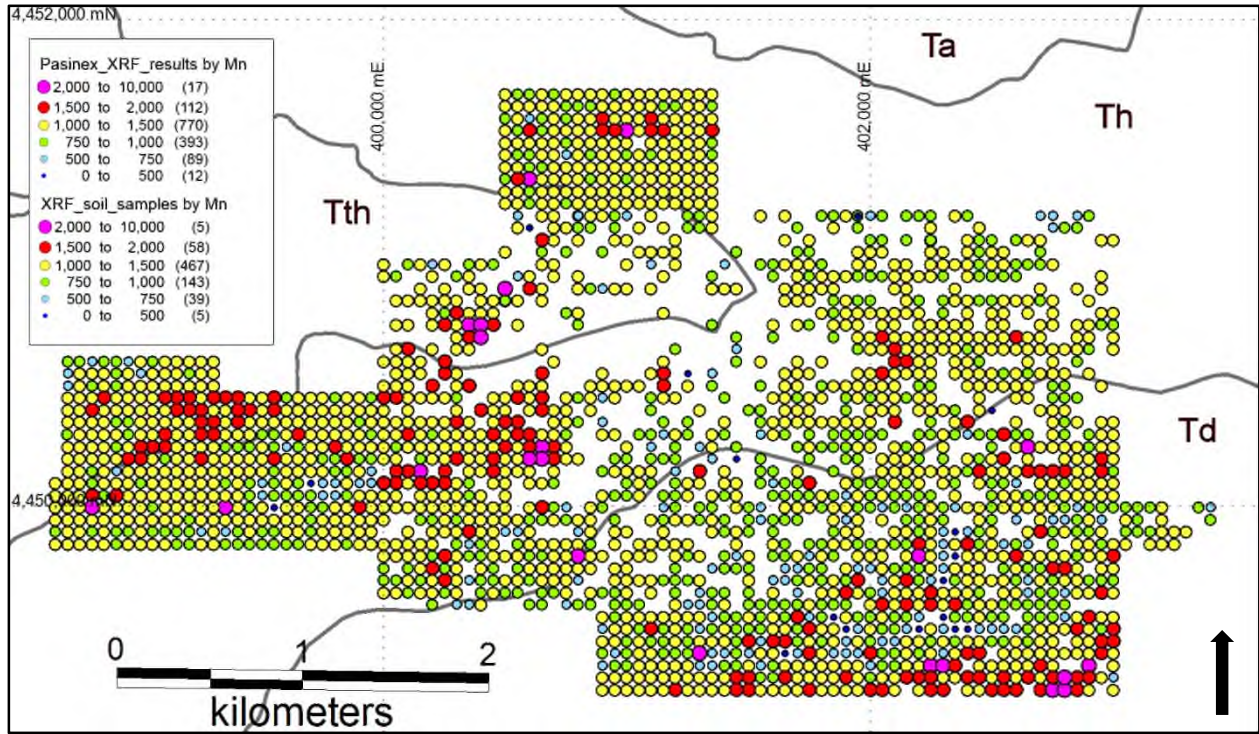 4,452,000 mN
Pasinex_XRF_results by Mn
2,000 to 10,000 (17)
1,500 to 2,000 (112)
1,000 to 1,500 (770)
750 to 1,000 (393)
500 to 750 (89)
0 to 500 (12)
XRF_soil_samples by Mn
2,000 to 10,000 (5)
1,500 to 2,000 (58)
1,000 to 1,500 (467)
750 to 1,000 (143)
500 to 750 (39)
0 to 500 (5)
400,000 mE
402,000 mE
Ta
Th
Tth
Td
4,450,000 mN
0 1 2
kilometers